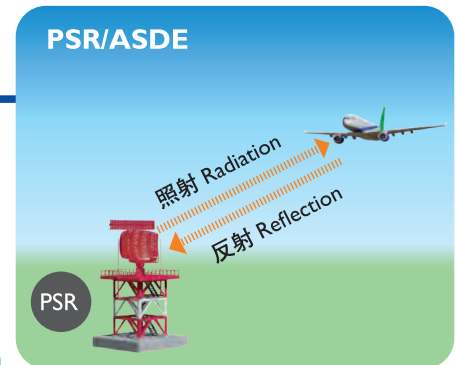 PSR/ASDE
照射 Radiation
反射 Reflection
PSR